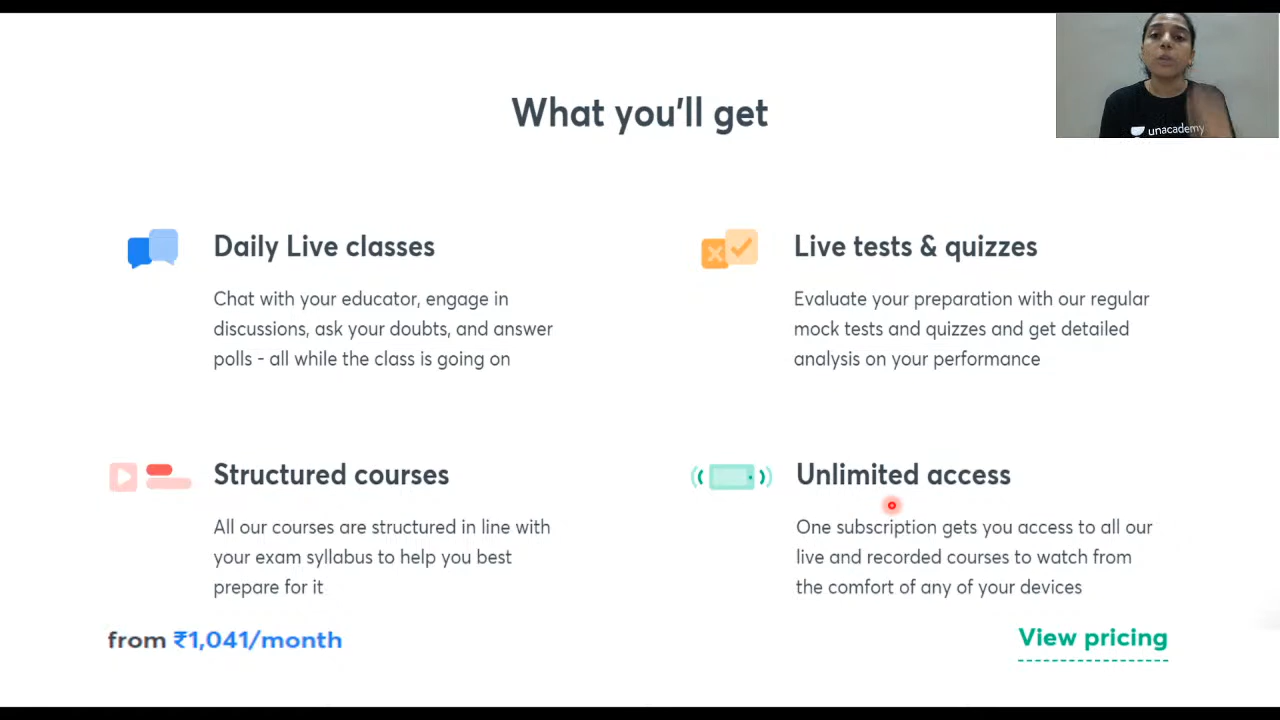 What you'll get
Daily Live classes
Chat with your educator, engage in
discussions, ask your doubts, and answer
polls - all while the class is going on
Live tests & quizzes
Evaluate your preparation with our regular
mock tests and quizzes and get detailed
analysis on your performance
Structured courses
All our courses are structured in line with
your exam syllabus to help you best
prepare for it
Unlimited access
One subscription gets you access to all our
live and recorded courses to watch from
the comfort of any of your devices
from ₹1,041/month
View pricing
unacademy